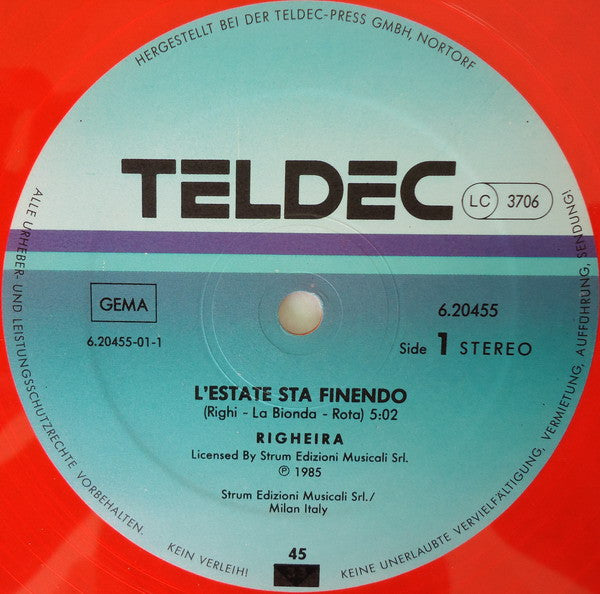 HERGESTELLT BEI DER TELDEC-PRESS GMBH, NORTORF
TELDEC
LC 3706
GEMA
6.20455-01-1
6.20455
Side 1 STEREO
L'ESTATE STA FINENDO
(Righi - La Bionda - Rota) 5:02
RIGHEIRA
Licensed By Strum Edizioni Musicali Srl.
℗ 1985
Strum Edizioni Musicali Srl./
Milan Italy
45
ALLE URHEBER- UND LEISTUNGSSCHUTZRECHTE VORBEHALTEN.
KEIN VERLEIH! KEINE UNERLAUBTE VERVIELFÄLTIGUNG, VERMIETUNG, AUFFÜHRUNG, SENDUNG!